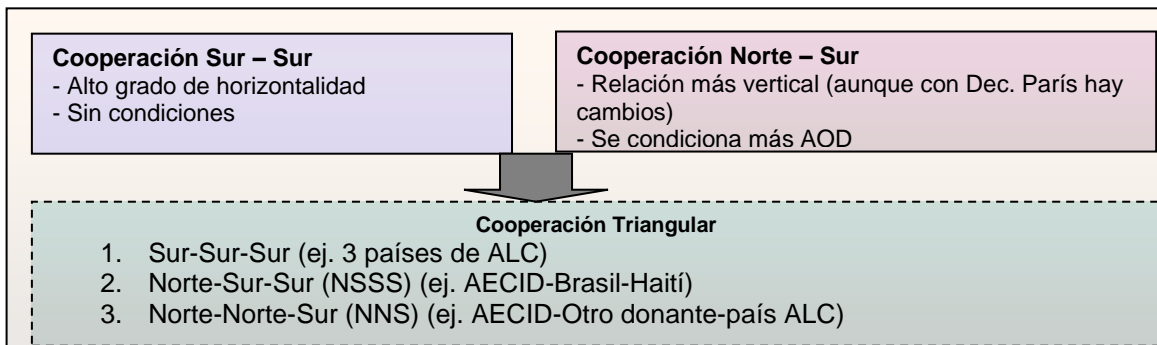 Cooperación Sur – Sur
- Alto grado de horizontalidad
- Sin condiciones
Cooperación Norte – Sur
- Relación más vertical (aunque con Dec. París hay
cambios)
- Se condiciona más AOD
Cooperación Triangular
1. Sur-Sur-Sur (ej. 3 países de ALC)
2. Norte-Sur-Sur (NSSS) (ej. AECID-Brasil-Haití)
3. Norte-Norte-Sur (NNS) (ej. AECID-Otro donante-país ALC)